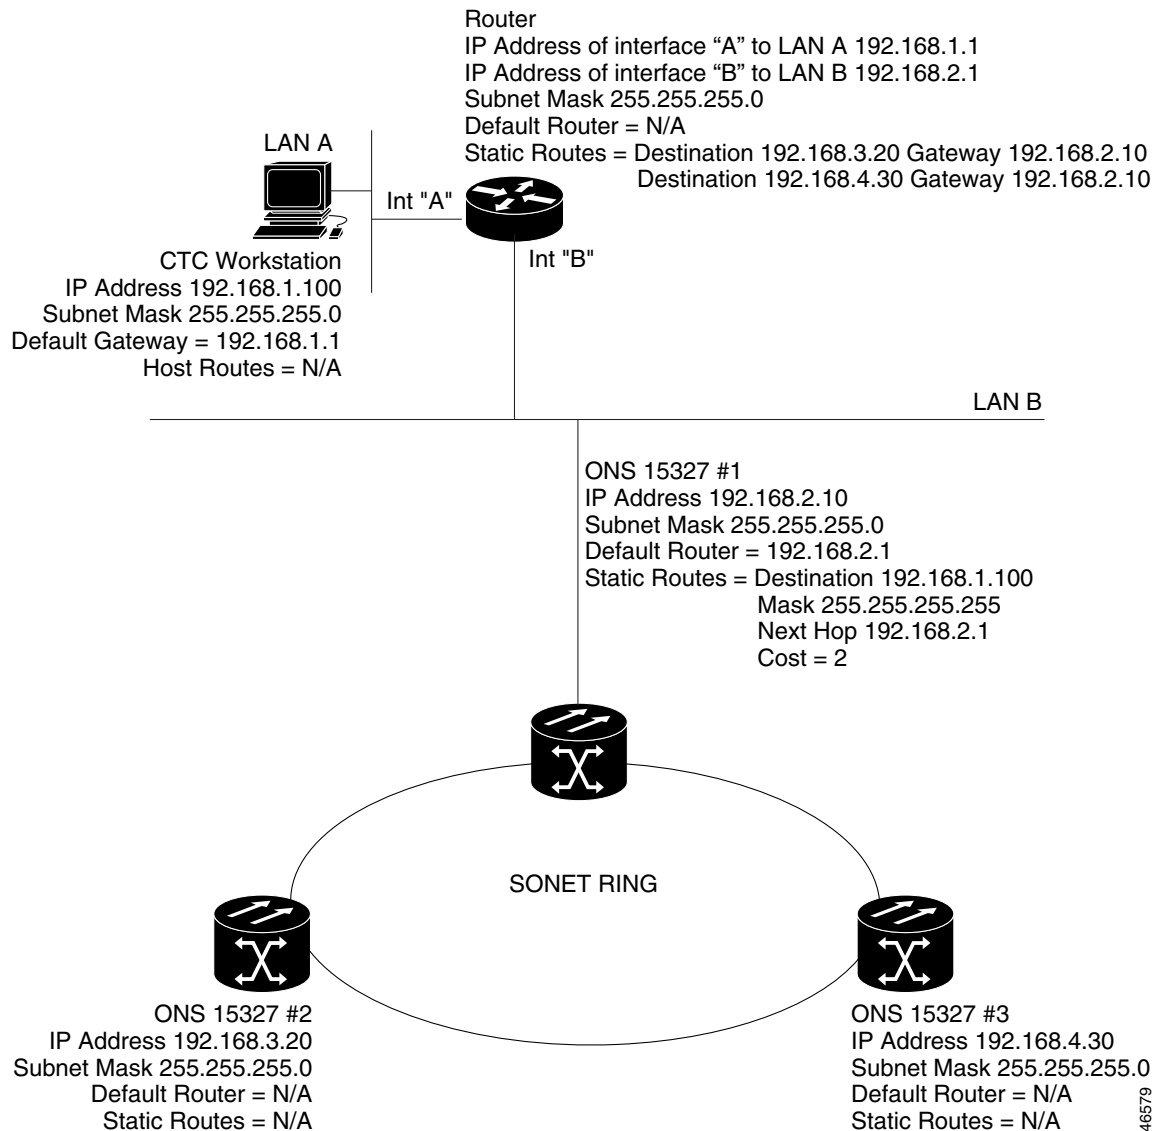 Router
IP Address of interface “A” to LAN A 192.168.1.1
IP Address of interface “B” to LAN B 192.168.2.1
Subnet Mask 255.255.255.0
Default Router = N/A
Static Routes = Destination 192.168.3.20 Gateway 192.168.2.10
Destination 192.168.4.30 Gateway 192.168.2.10
LAN A
Int "A"
Int "B"
CTC Workstation
IP Address 192.168.1.100
Subnet Mask 255.255.255.0
Default Gateway = 192.168.1.1
Host Routes = N/A
LAN B
ONS 15327 #1
IP Address 192.168.2.10
Subnet Mask 255.255.255.0
Default Router = 192.168.2.1
Static Routes = Destination 192.168.1.100
Mask 255.255.255.255
Next Hop 192.168.2.1
Cost = 2
SONET RING
ONS 15327 #2
IP Address 192.168.3.20
Subnet Mask 255.255.255.0
Default Router = N/A
Static Routes = N/A
ONS 15327 #3
IP Address 192.168.4.30
Subnet Mask 255.255.255.0
Default Router = N/A
Static Routes = N/A
46579